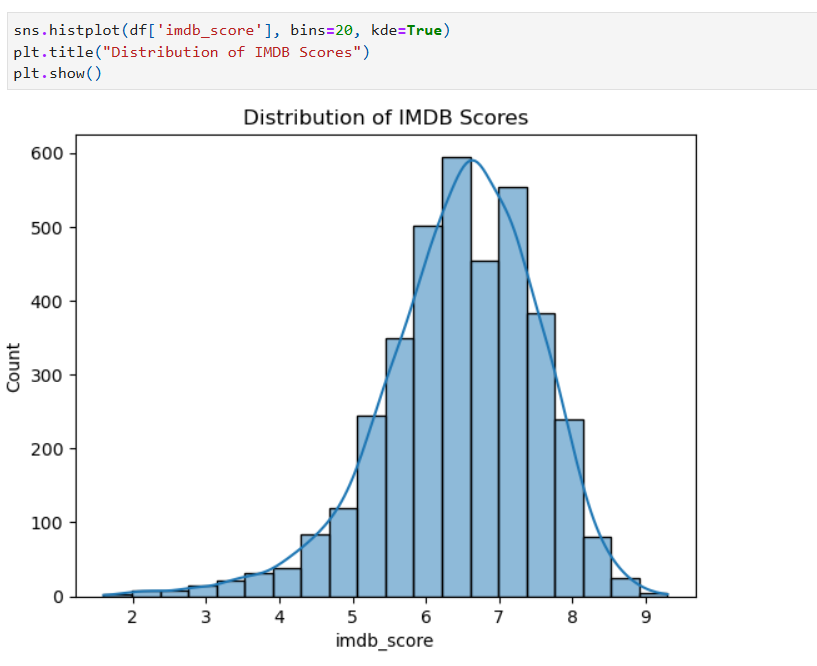 sns.histplot(df['imdb_score'], bins=20, kde=True)
plt.title("Distribution of IMDB Scores")
plt.show()
Distribution of IMDB Scores
600
500
400
300
200
100
0
Count
2 3 4 5 6 7 8 9
imdb_score